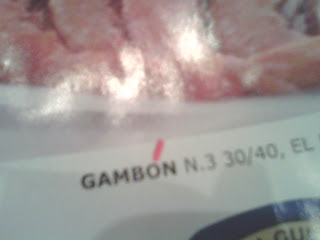 GAMBÓN N.3 30/40, EL